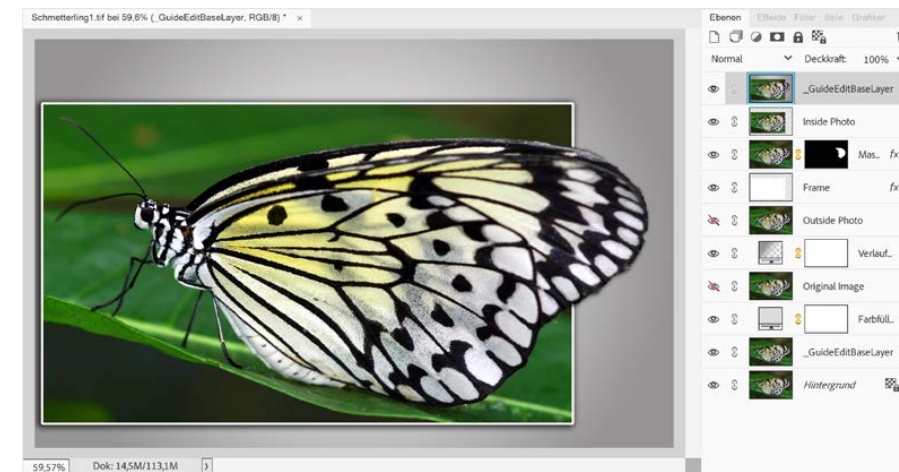 Schmetterling1.tif bei 59,6% (_GuideEditBaseLayer, RGB/8) * ×
Ebenen Effekte Filter Stile Grafiken
Normal Deckkraft: 100%
_GuideEditBaseLayer
Inside Photo
Mas... fx
Frame fx
Outside Photo
Verlauf...
Original Image
Farbfüll...
_GuideEditBaseLayer
Hintergrund
59,57% Dok: 14,5M/113,1M